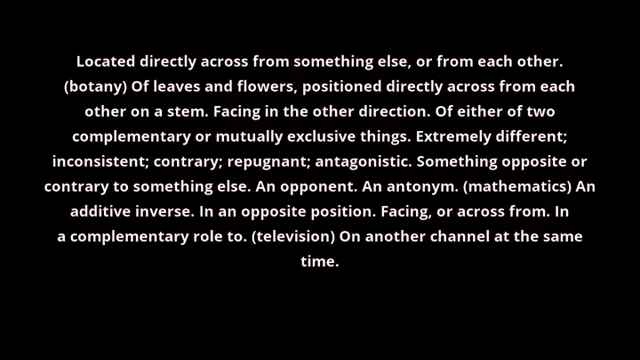 Located directly across from something else, or from each other.
(botany) Of leaves and flowers, positioned directly across from each
other on a stem. Facing in the other direction. Of either of two
complementary or mutually exclusive things. Extremely different;
inconsistent; contrary; repugnant; antagonistic. Something opposite or
contrary to something else. An opponent. An antonym. (mathematics) An
additive inverse. In an opposite position. Facing, or across from. In
a complementary role to. (television) On another channel at the same
time.